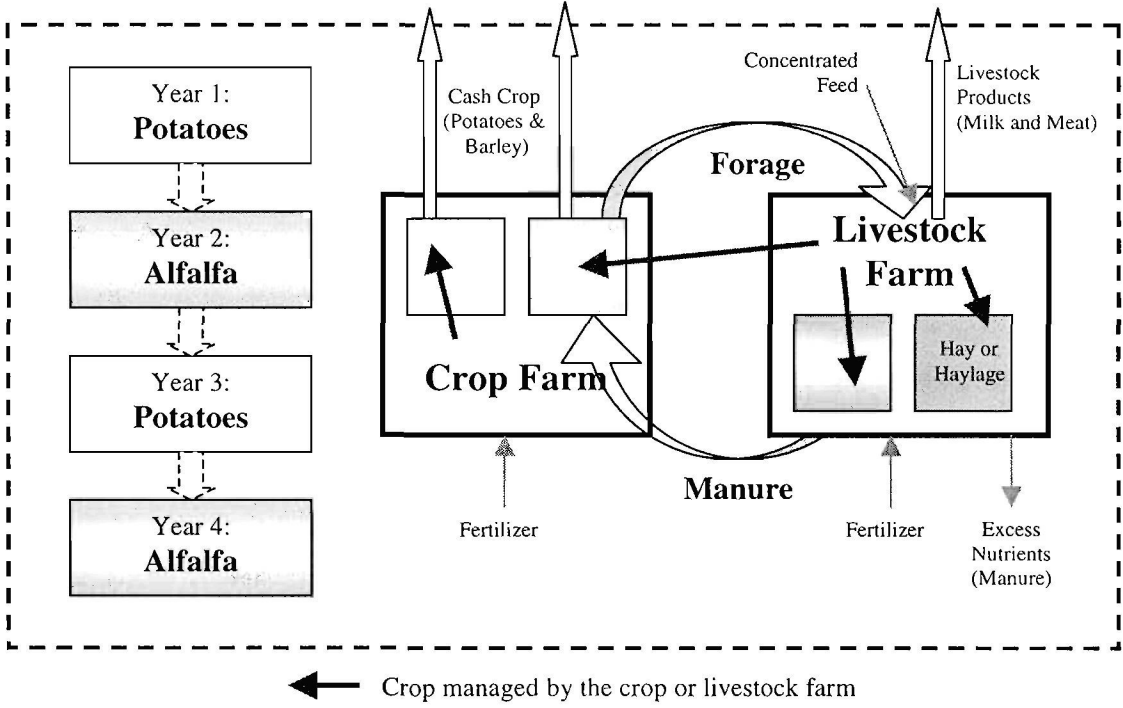 Year 1:
Potatoes
Year 2:
Alfalfa
Year 3:
Potatoes
Year 4:
Alfalfa
Cash Crop
(Potatoes &
Barley)
Concentrated
Feed
Livestock
Products
(Milk and Meat)
Forage
Livestock
Farm
Crop Farm
Hay or
Haylage
Manure
Fertilizer
Fertilizer
Excess
Nutrients
(Manure)
Crop managed by the crop or livestock farm